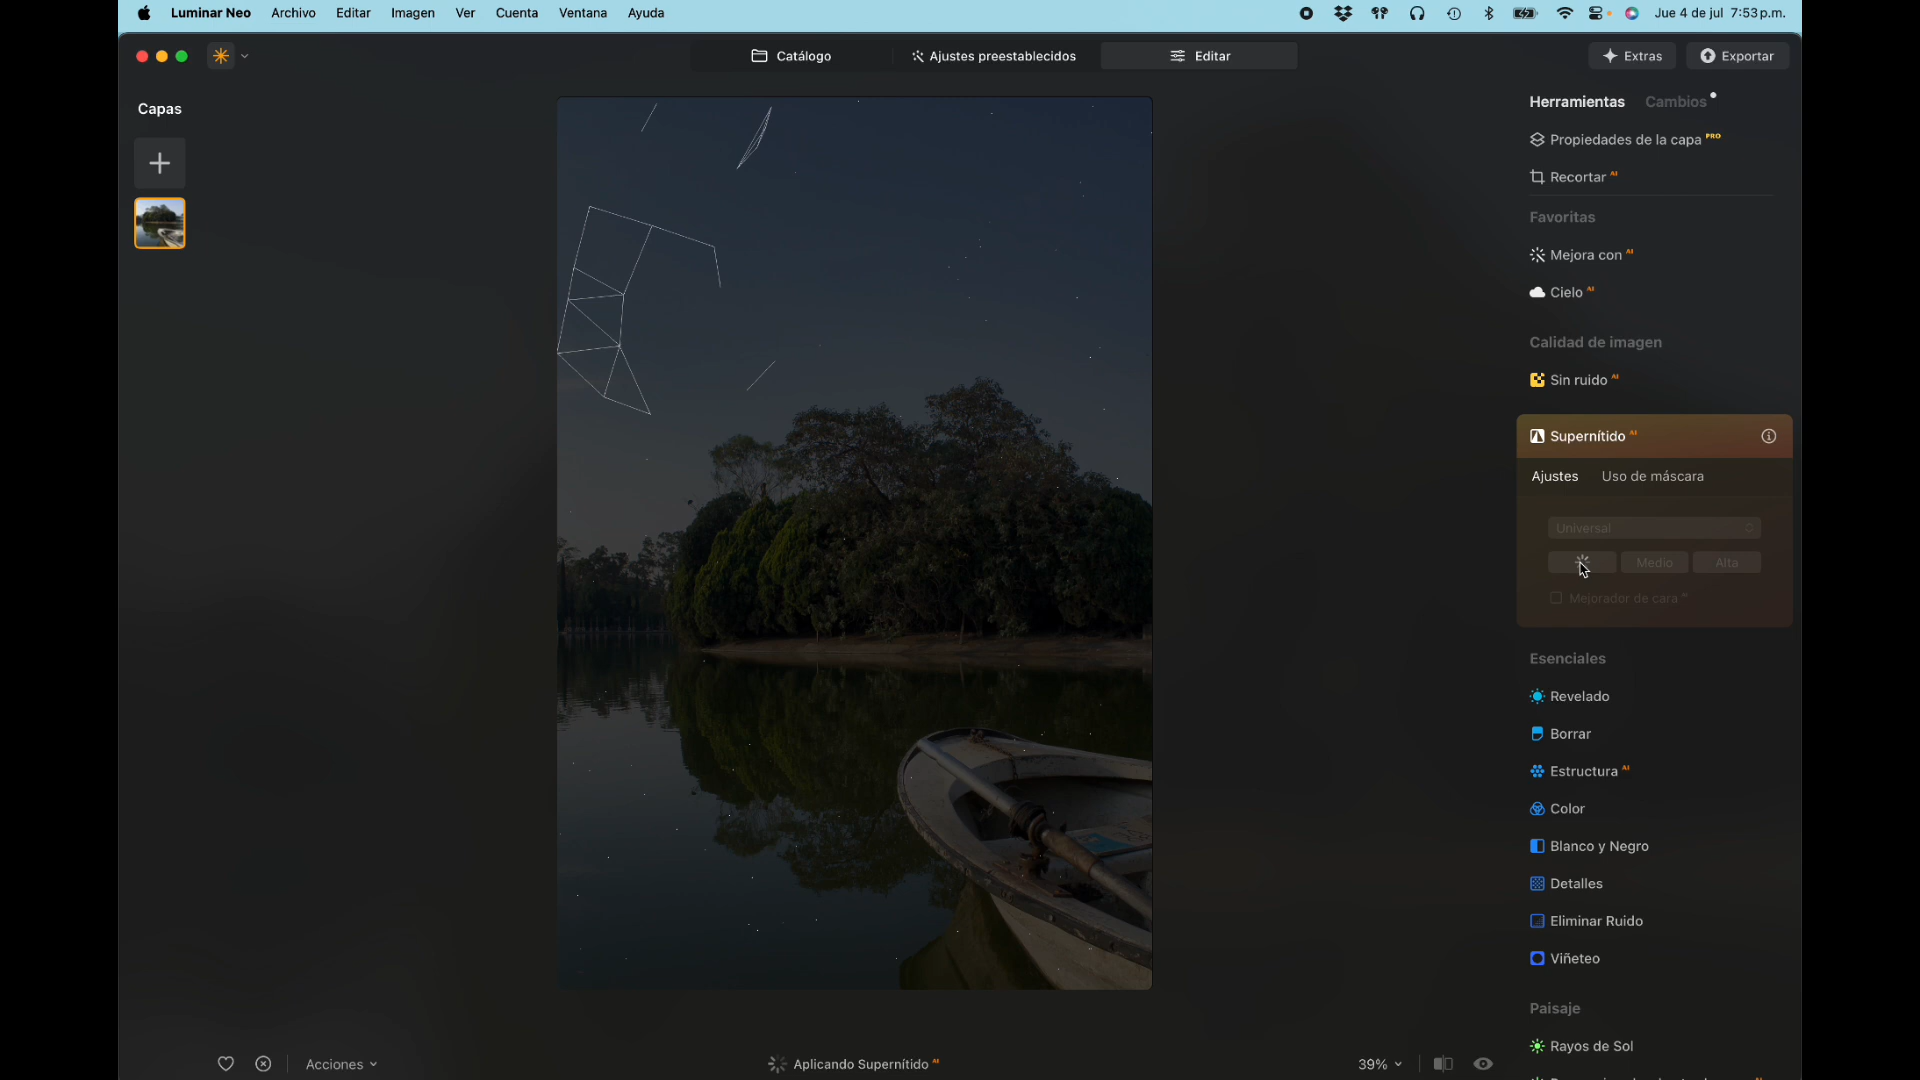 Luminar Neo Archivo Editar Imagen Ver Cuenta Ventana Ayuda Jue 4 de jul 7:53 p.m.
Catálogo Ajustes preestablecidos Editar Extras Exportar
Capas
Herramientas Cambios
Propiedades de la capa PRO
Recortar AI
Favoritas
Mejora con AI
Cielo AI
Calidad de imagen
Sin ruido AI
Supernítido AI
Ajustes Uso de máscara
Universal
Medio Alta
Mejorador de cara AI
Esenciales
Revelado
Borrar
Estructura AI
Color
Blanco y Negro
Detalles
Eliminar Ruido
Viñeteo
Paisaje
Rayos de Sol
Acciones Aplicando Supernítido AI 39%